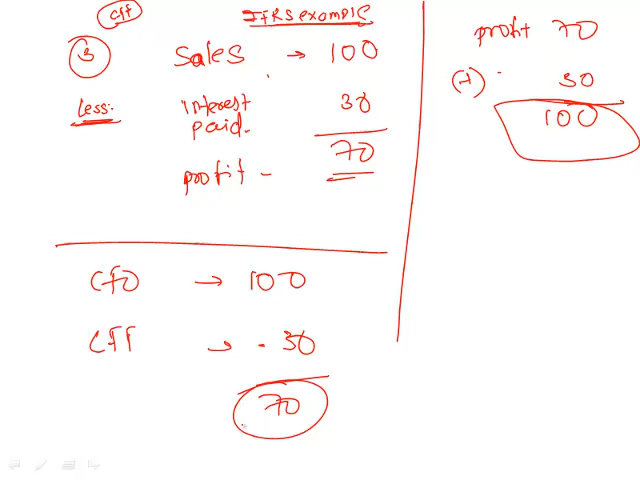 CFF
IFRS example
3 Sales → 100
Less: interest paid. 30
70
profit -
CFO → 100
CFF → - 30
70
profit 70
(+) 30
100